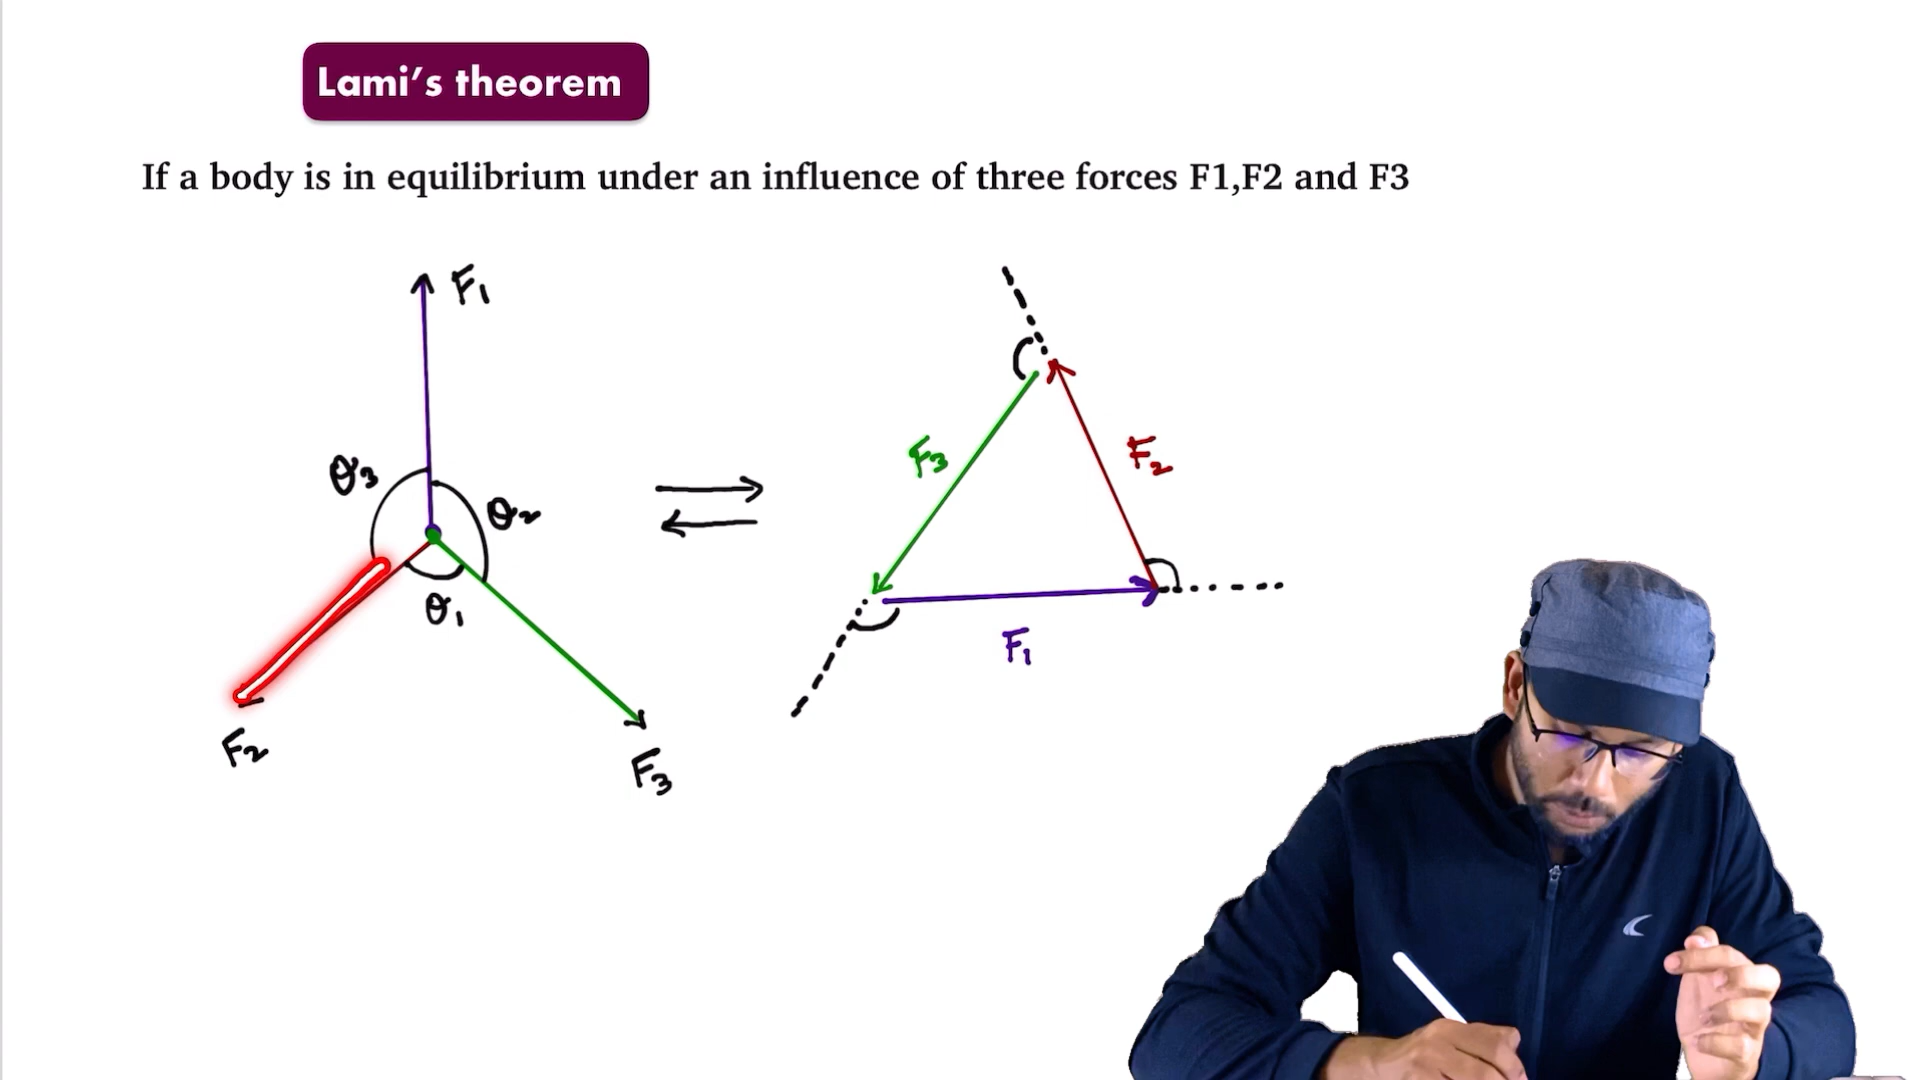 Lami's theorem
If a body is in equilibrium under an influence of three forces F1,F2 and F3
F₁
θ₃
θ₂
θ₁
F₂
F₃
F₃
F₂
F₁